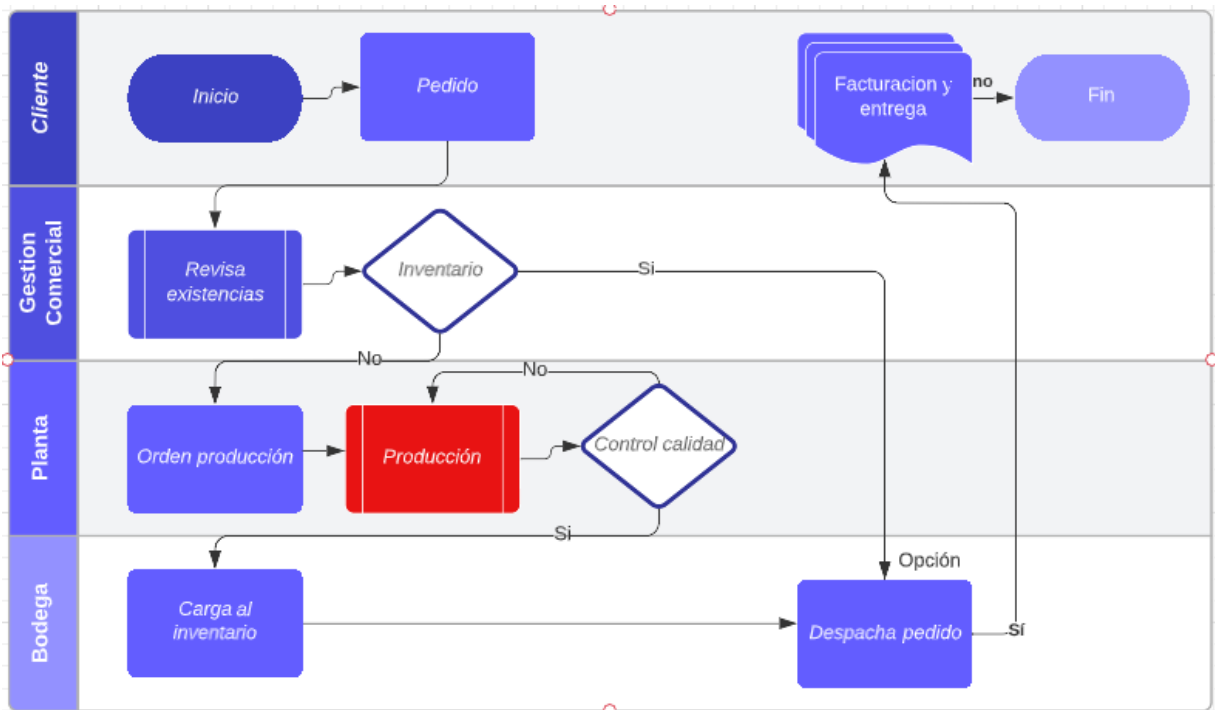 Cliente
Inicio
Pedido
Facturacion y
entrega
no
Fin
Gestion
Comercial
Revisa
existencias
Inventario
Si
No
Planta
Orden producción
Producción
No
Control calidad
Si
Bodega
Carga al
inventario
Opción
Despacha pedido
Sí